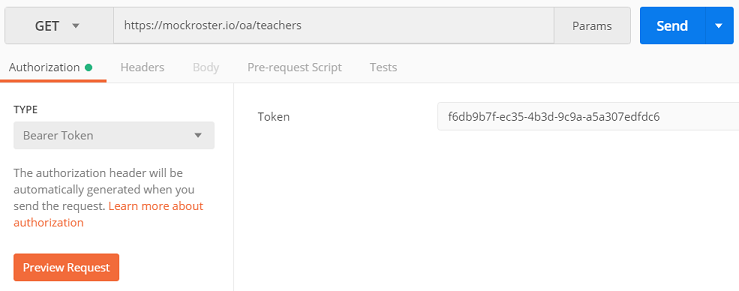 GET https://mockroster.io/oa/teachers Params Send
Authorization Headers Body Pre-request Script Tests
TYPE
Bearer Token
Token f6db9b7f-ec35-4b3d-9c9a-a5a307edfdc6
The authorization header will be
automatically generated when you
send the request. Learn more about
authorization
Preview Request